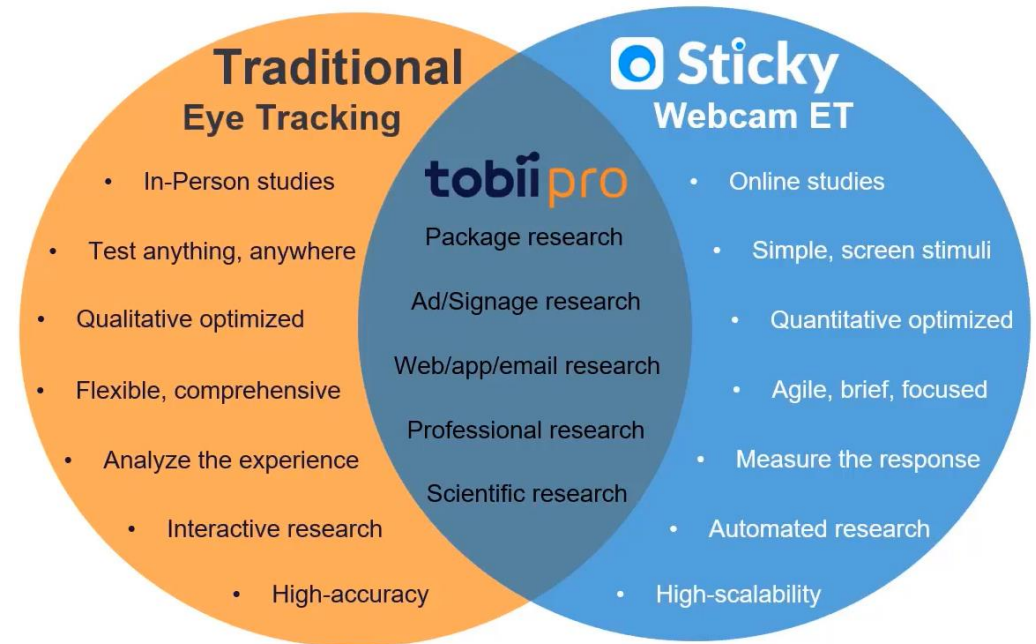 Traditional
Eye Tracking
• In-Person studies
• Test anything, anywhere
• Qualitative optimized
• Flexible, comprehensive
• Analyze the experience
• Interactive research
• High-accuracy
tobii pro
Package research
Ad/Signage research
Web/app/email research
Professional research
Scientific research
Sticky
Webcam ET
• Online studies
• Simple, screen stimuli
• Quantitative optimized
• Agile, brief, focused
• Measure the response
• Automated research
• High-scalability